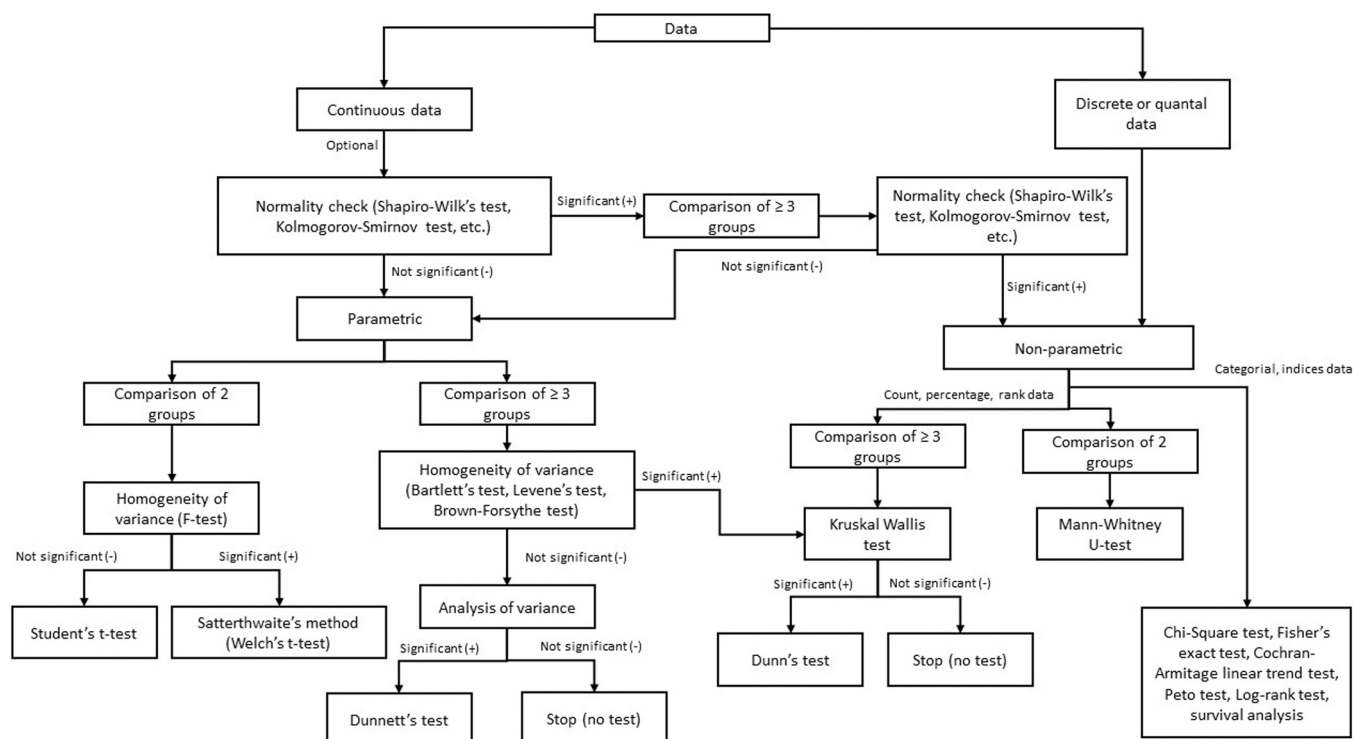 Data
Continuous data
Discrete or quantal
data
Optional
Normality check (Shapiro-Wilk's test,
Kolmogorov-Smirnov test, etc.)
Significant (+)
Comparison of ≥ 3
groups
Normality check (Shapiro-Wilk's
test, Kolmogorov-Smirnov test,
etc.)
Not significant (-)
Not significant (-)
Significant (+)
Parametric
Non-parametric
Comparison of 2
groups
Comparison of ≥ 3
groups
Categorial, indices data
Count, percentage, rank data
Comparison of ≥ 3
groups
Comparison of 2
groups
Homogeneity of
variance (F-test)
Homogeneity of variance
(Bartlett's test, Levene's test,
Brown-Forsythe test)
Significant (+)
Kruskal Wallis
test
Mann-Whitney
U-test
Not significant (-)
Significant (+)
Not significant (-)
Significant (+)
Not significant (-)
Student's t-test
Satterthwaite's method
(Welch's t-test)
Analysis of variance
Significant (+)
Not significant (-)
Dunn's test
Stop (no test)
Chi-Square test, Fisher's
exact test, Cochran-
Armitage linear trend test,
Peto test, Log-rank test,
survival analysis
Dunnett's test
Stop (no test)